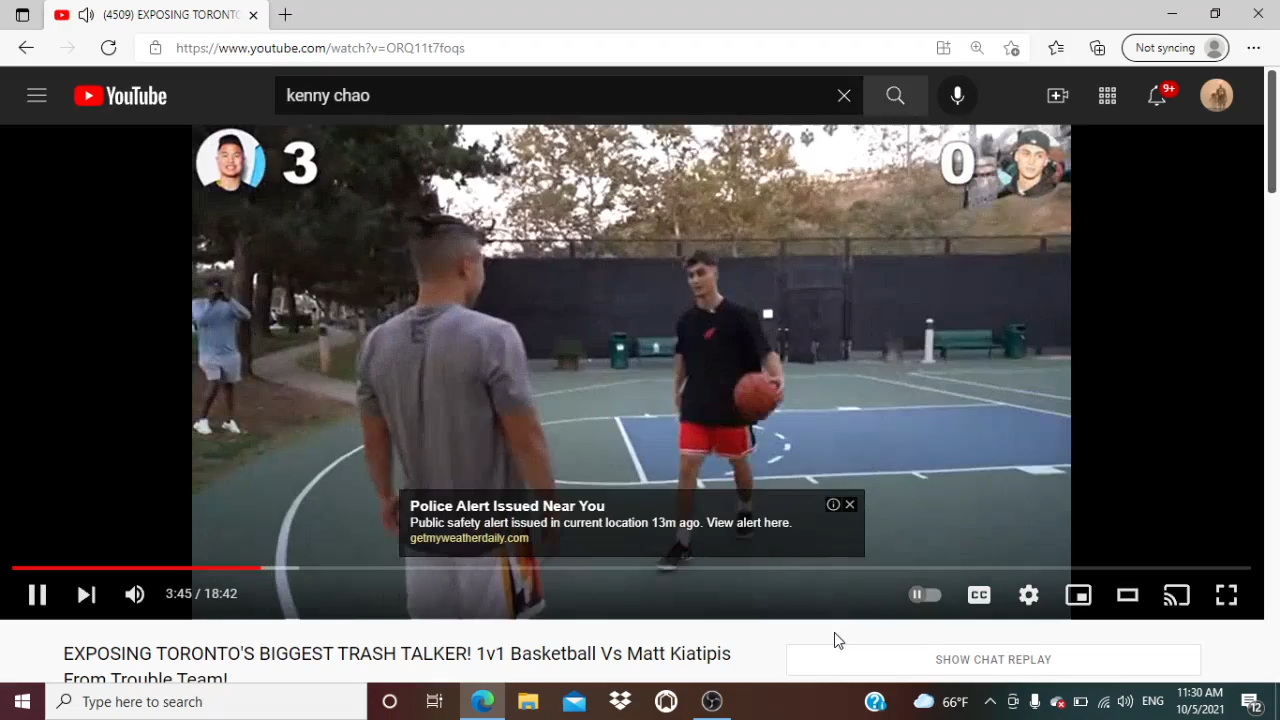 (4509) EXPOSING TORONTO
https://www.youtube.com/watch?v=ORQ11t7foqs
Not syncing
YouTube
kenny chao
9+
3
0
Police Alert Issued Near You
Public safety alert issued in current location 13m ago. View alert here.
getmyweatherdaily.com
3:45 / 18:42
CC
EXPOSING TORONTO'S BIGGEST TRASH TALKER! 1v1 Basketball Vs Matt Kiatipis
From Trouble Team!
SHOW CHAT REPLAY
Type here to search
66°F
ENG
11:30 AM
10/5/2021
12